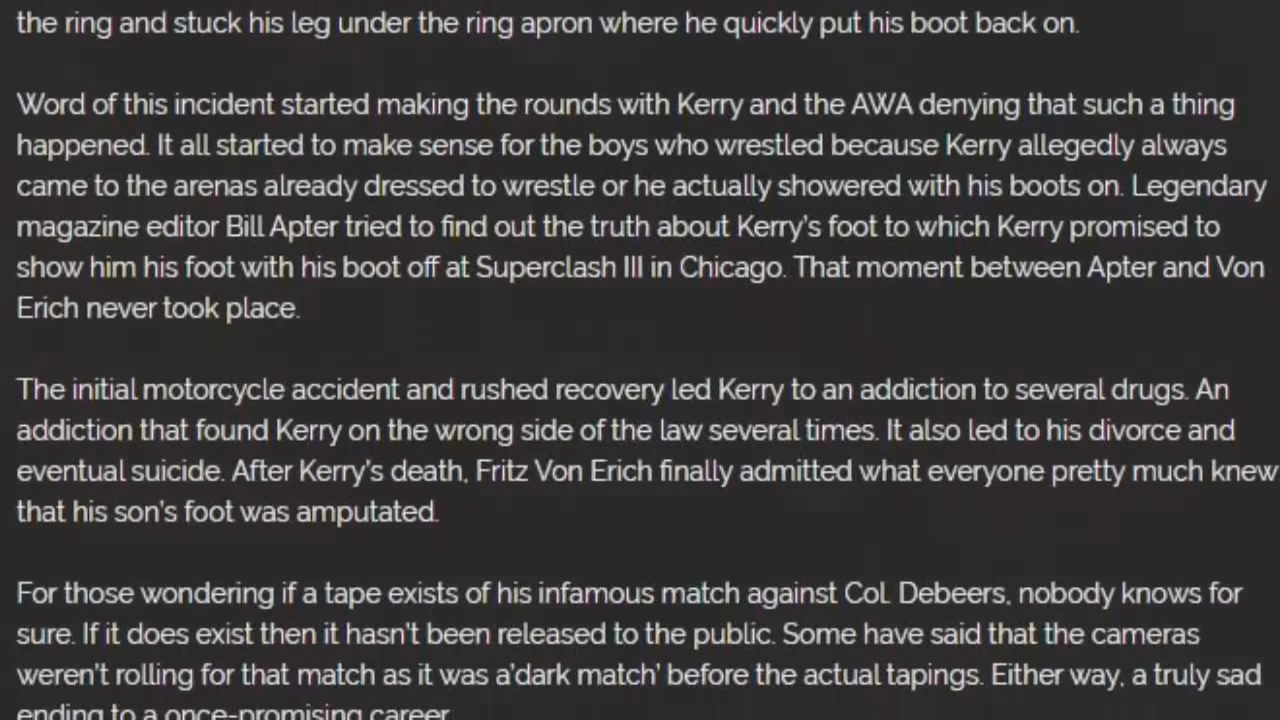 the ring and stuck his leg under the ring apron where he quickly put his boot back on.
Word of this incident started making the rounds with Kerry and the AWA denying that such a thing
happened. It all started to make sense for the boys who wrestled because Kerry allegedly always
came to the arenas already dressed to wrestle or he actually showered with his boots on. Legendary
magazine editor Bill Apter tried to find out the truth about Kerry's foot to which Kerry promised to
show him his foot with his boot off at Superclash III in Chicago. That moment between Apter and Von
Erich never took place.
The initial motorcycle accident and rushed recovery led Kerry to an addiction to several drugs. An
addiction that found Kerry on the wrong side of the law several times. It also led to his divorce and
eventual suicide. After Kerry's death, Fritz Von Erich finally admitted what everyone pretty much knew
that his son's foot was amputated.
For those wondering if a tape exists of his infamous match against Col. Debeers, nobody knows for
sure. If it does exist then it hasn't been released to the public. Some have said that the cameras
weren't rolling for that match as it was a'dark match' before the actual tapings. Either way, a truly sad
ending to a once-promising career.